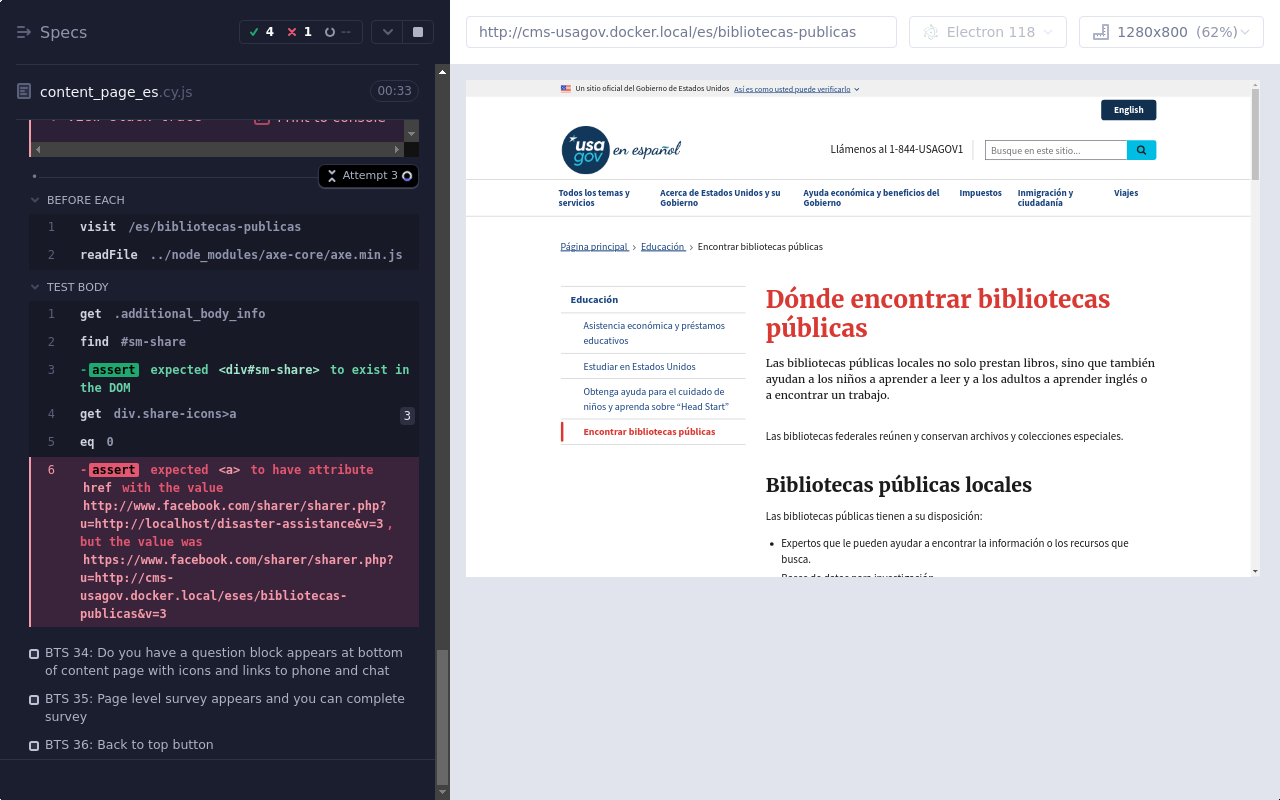 Specs
4
1
--
content_page_es.cy.js
00:33
View stack trace
Print to console
Attempt 3
BEFORE EACH
1 visit /es/bibliotecas-publicas
2 readFile ../node_modules/axe-core/axe.min.js
TEST BODY
1 get .additional_body_info
2 find #sm-share
3 -assert expected <div#sm-share> to exist in
the DOM
4 get div.share-icons>a 3
5 eq 0
6 -assert expected <a> to have attribute
href with the value
http://www.facebook.com/sharer/sharer.php?
u=http://localhost/disaster-assistance&v=3 ,
but the value was
https://www.facebook.com/sharer/sharer.php?
u=http://cms-
usagov.docker.local/eses/bibliotecas-
publicas&v=3
BTS 34: Do you have a question block appears at bottom
of content page with icons and links to phone and chat
BTS 35: Page level survey appears and you can complete
survey
BTS 36: Back to top button
http://cms-usagov.docker.local/es/bibliotecas-publicas
Electron 118
1280x800 (62%)
Un sitio oficial del Gobierno de Estados Unidos Así es como usted puede verificarlo
English
usa
gov
en español
Llámenos al 1-844-USAGOV1
Busque en este sitio...
Todos los temas y
servicios
Acerca de Estados Unidos y su
Gobierno
Ayuda económica y beneficios del
Gobierno
Impuestos
Inmigración y
ciudadanía
Viajes
Página principal › Educación › Encontrar bibliotecas públicas
Educación
Asistencia económica y préstamos
educativos
Estudiar en Estados Unidos
Obtenga ayuda para el cuidado de
niños y aprenda sobre “Head Start”
Encontrar bibliotecas públicas
Dónde encontrar bibliotecas
públicas
Las bibliotecas públicas locales no solo prestan libros, sino que también
ayudan a los niños a aprender a leer y a los adultos a aprender inglés o
a encontrar un trabajo.
Las bibliotecas federales reúnen y conservan archivos y colecciones especiales.
Bibliotecas públicas locales
Las bibliotecas públicas tienen a su disposición:
• Expertos que le pueden ayudar a encontrar la información o los recursos que
busca.